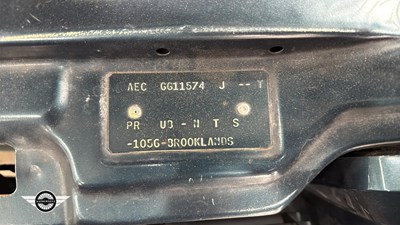 AEC GG11574 J -- T
PR U3 - N T S
-1056-BROOKLANDS